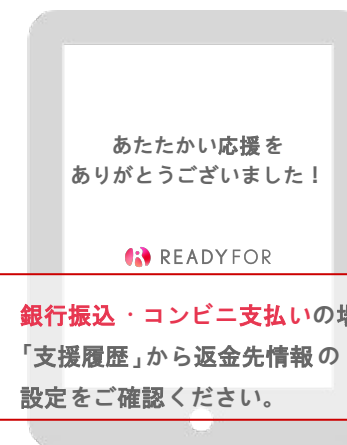 あたたかい応援を
ありがとうございました！
READYFOR
銀行振込・コンビニ支払いの
「支援履歴」から返金先情報の
設定をご確認ください。